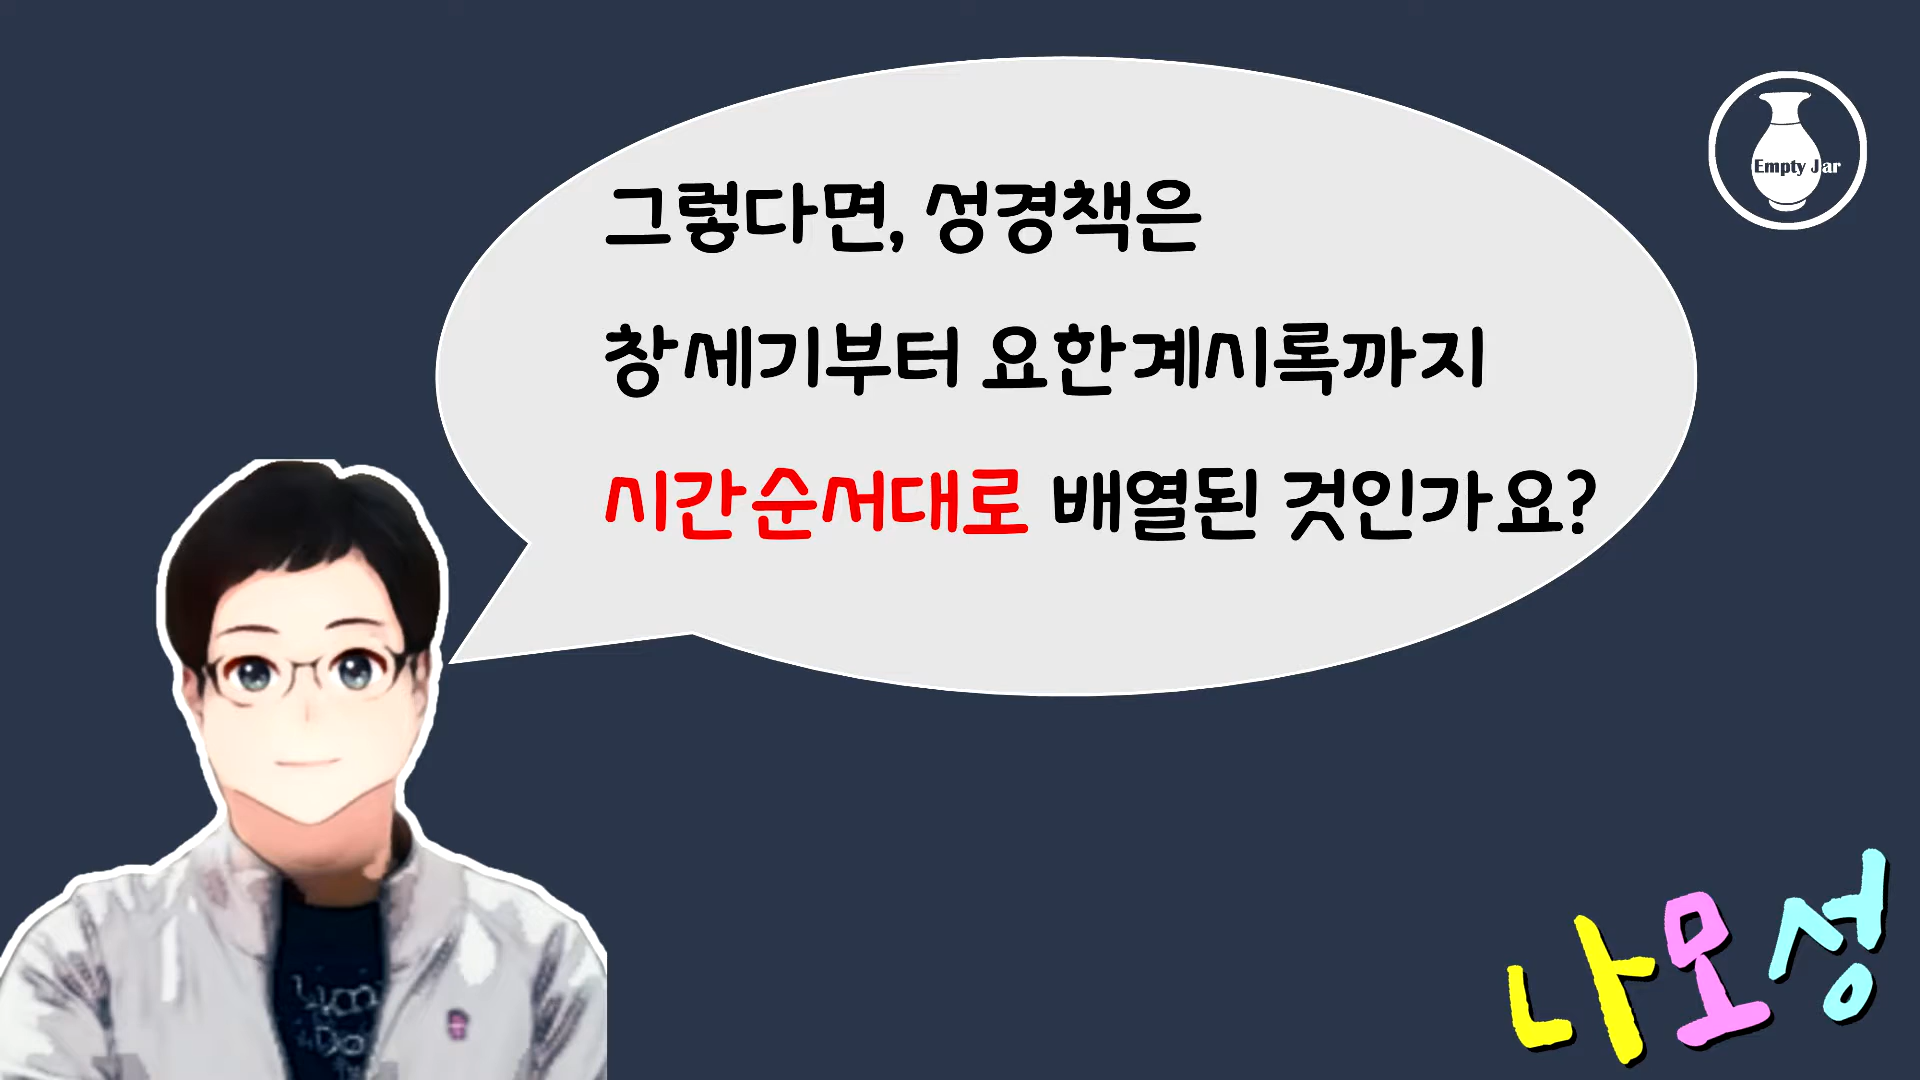 그렇다면, 성경책은
창세기부터 요한계시록까지
시간순서대로 배열된 것인가요?
Empty Jar
나모성